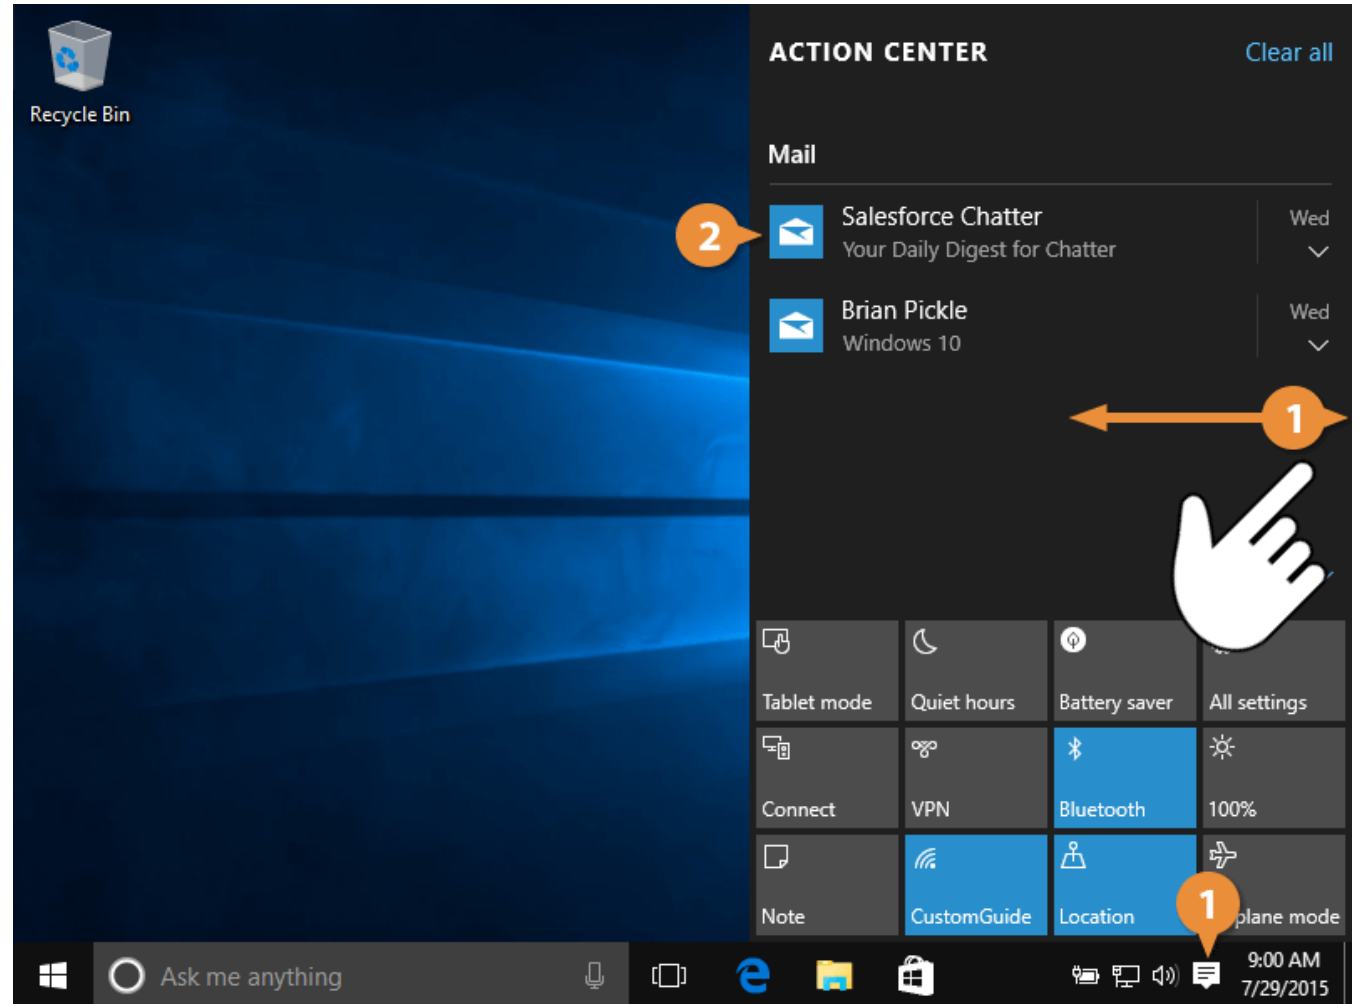 Recycle Bin
ACTION CENTER
Clear all
Mail
2
Salesforce Chatter
Wed
Your Daily Digest for Chatter
Brian Pickle
Wed
Windows 10
1
Tablet mode
Quiet hours
Battery saver
All settings
Connect
VPN
Bluetooth
100%
Note
CustomGuide
Location
1
plane mode
Ask me anything
9:00 AM
7/29/2015